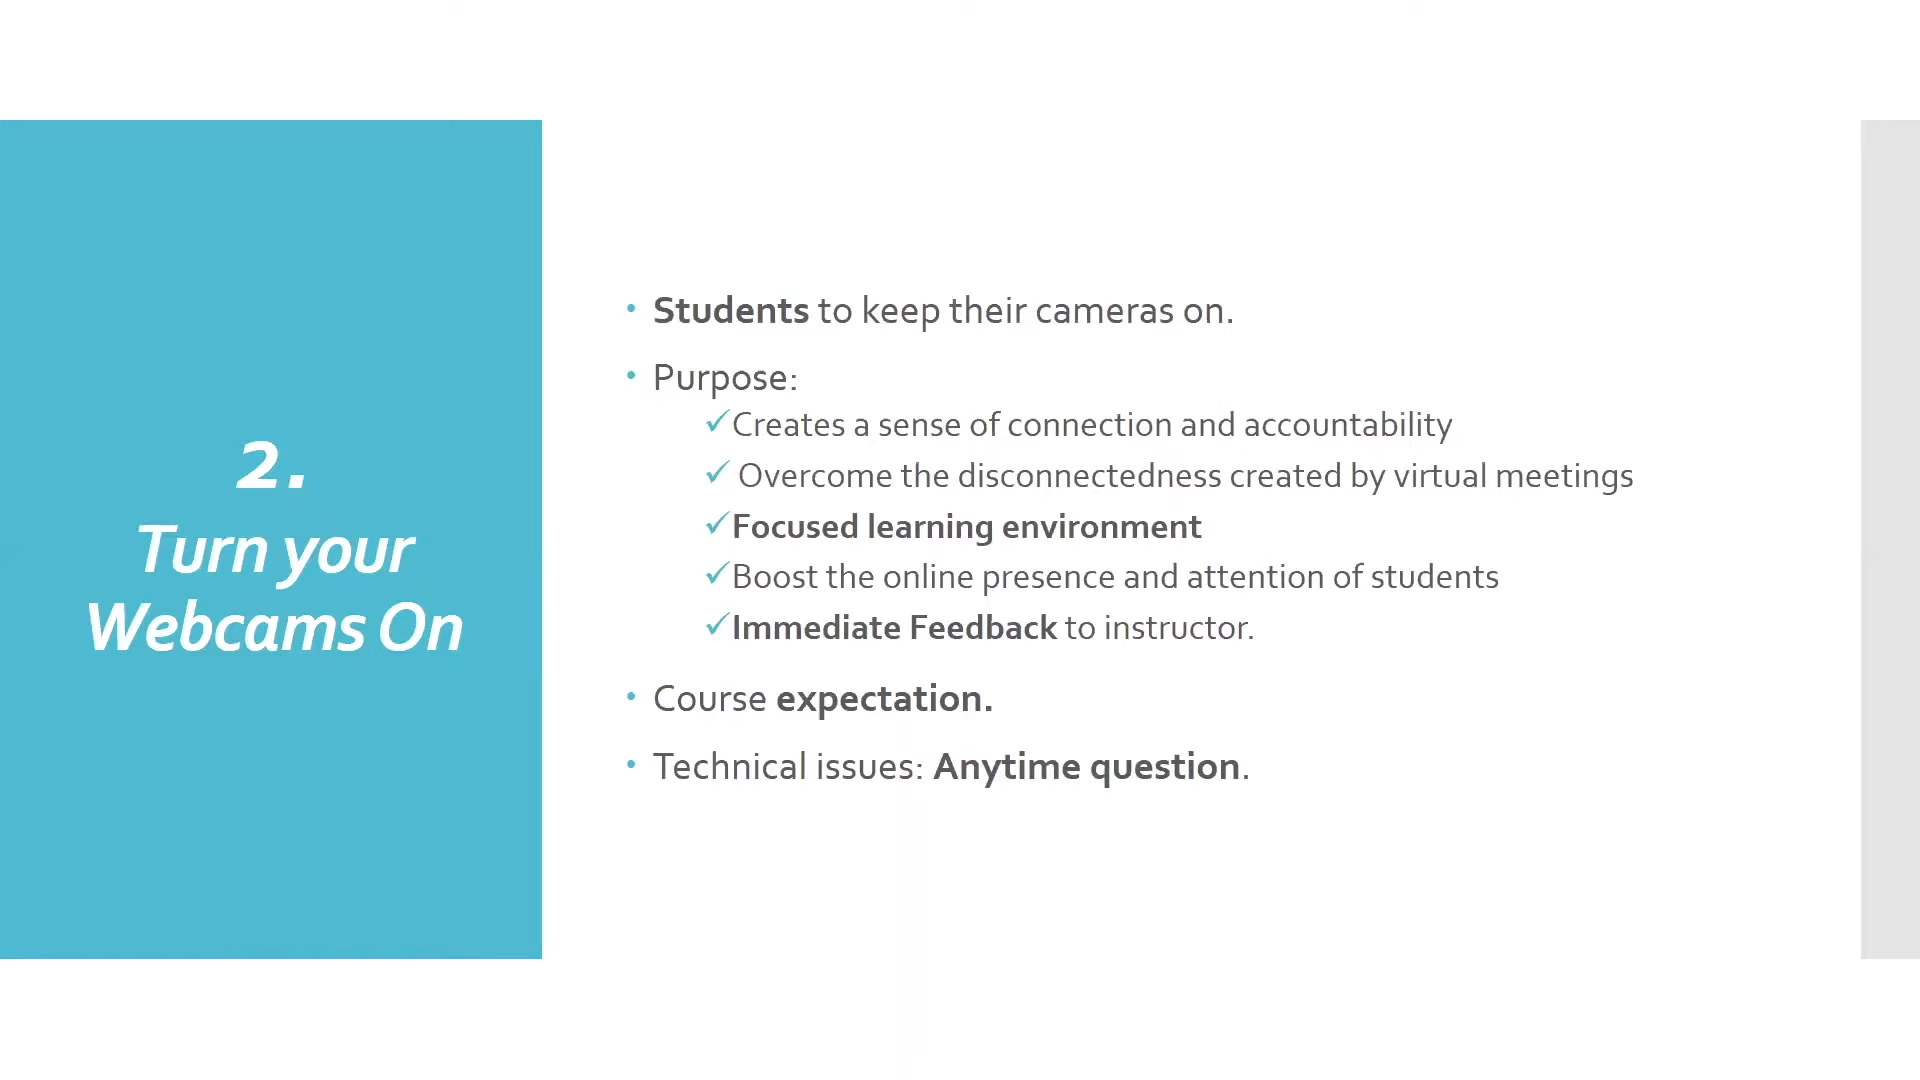 2.
Turn your
Webcams On
• Students to keep their cameras on.
• Purpose:
✓Creates a sense of connection and accountability
✓ Overcome the disconnectedness created by virtual meetings
✓Focused learning environment
✓Boost the online presence and attention of students
✓Immediate Feedback to instructor.
• Course expectation.
• Technical issues: Anytime question.